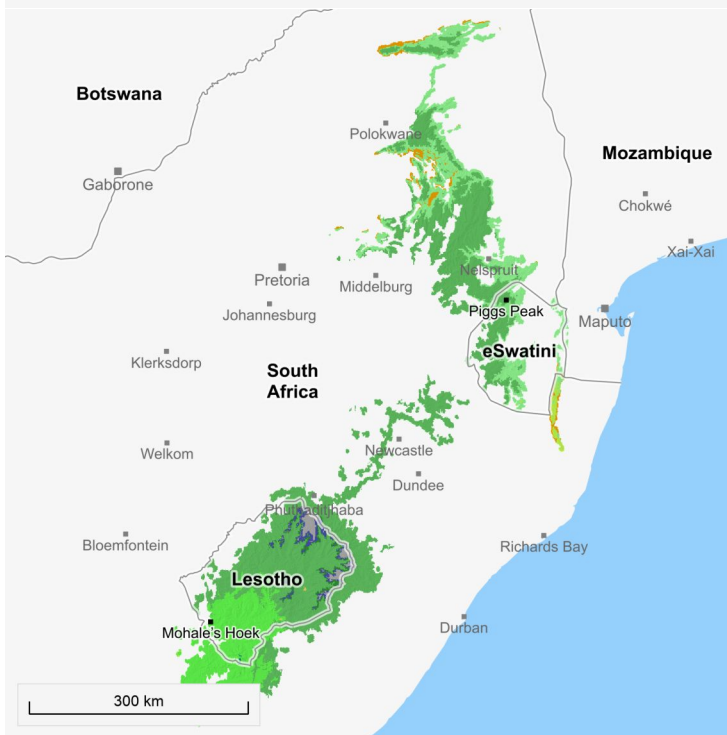 Botswana
Polokwane
Mozambique
Gaborone
Chokwé
Xai-Xai
Nelspruit
Pretoria
Middelburg
Johannesburg
Piggs Peak
Maputo
eSwatini
Klerksdorp
South
Africa
Welkom
Newcastle
Dundee
Phuthaditjhaba
Bloemfontein
Richards Bay
Lesotho
Mohale's Hoek
Durban
300 km